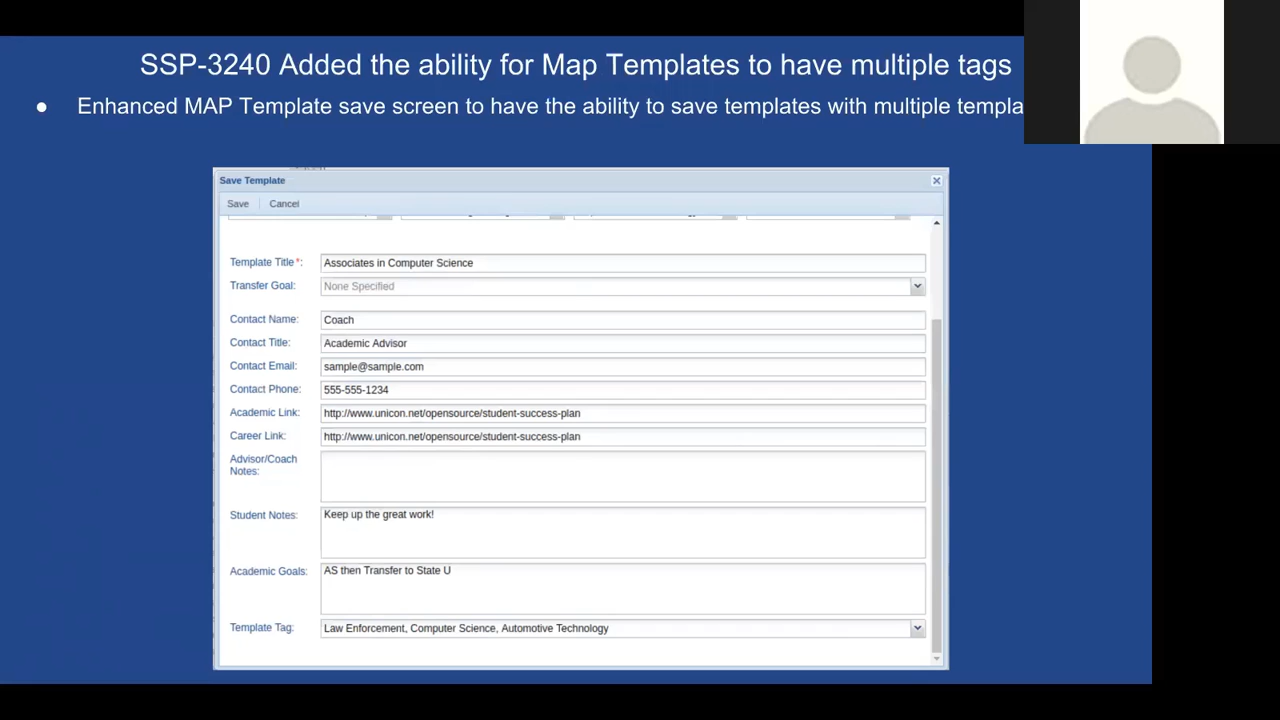 SSP-3240 Added the ability for Map Templates to have multiple tags
● Enhanced MAP Template save screen to have the ability to save templates with multiple
Save Template
Save Cancel
Template Title*: Associates in Computer Science
Transfer Goal: None Specified
Contact Name: Coach
Contact Title: Academic Advisor
Contact Email: sample@sample.com
Contact Phone: 555-555-1234
Academic Link: http://www.unicon.net/opensource/student-success-plan
Career Link: http://www.unicon.net/opensource/student-success-plan
Advisor/Coach
Notes:
Student Notes: Keep up the great work!
Academic Goals: AS then Transfer to State U
Template Tag: Law Enforcement, Computer Science, Automotive Technology